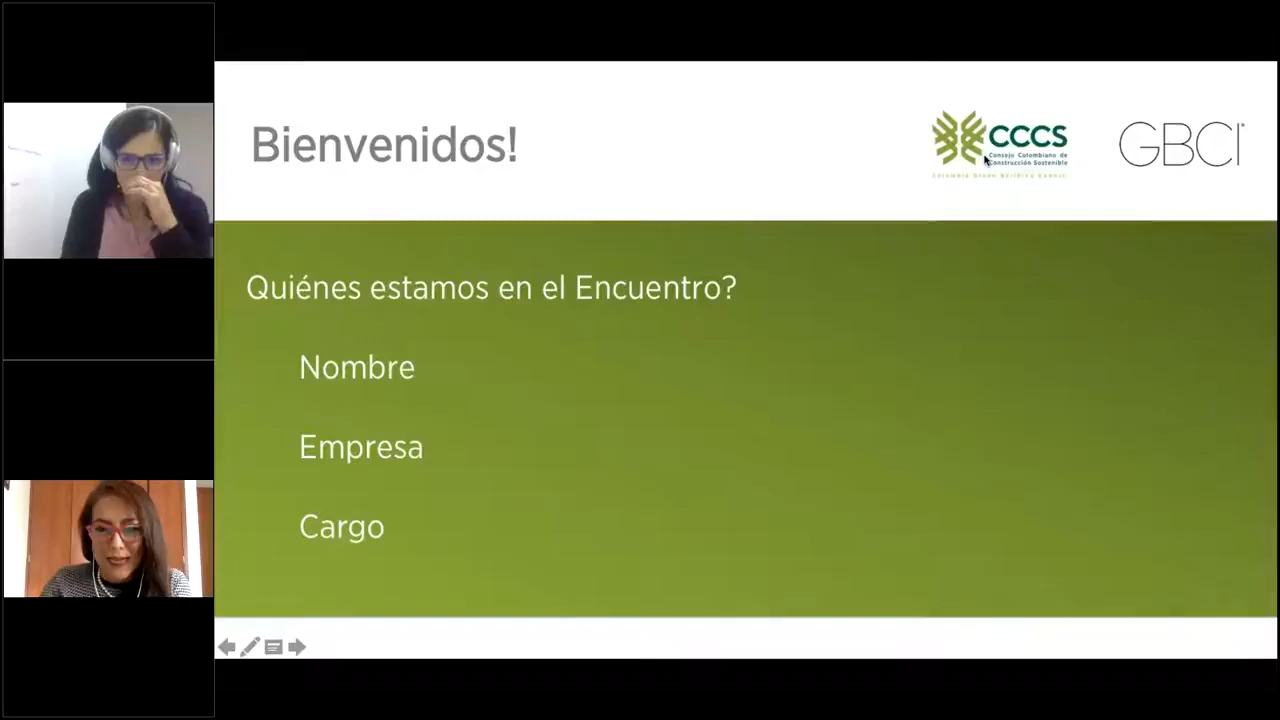 Bienvenidos!
CCCS
Consejo Colombiano de
Construcción Sostenible
Colombia Green Building Council
GBCI
Quiénes estamos en el Encuentro?
Nombre
Empresa
Cargo